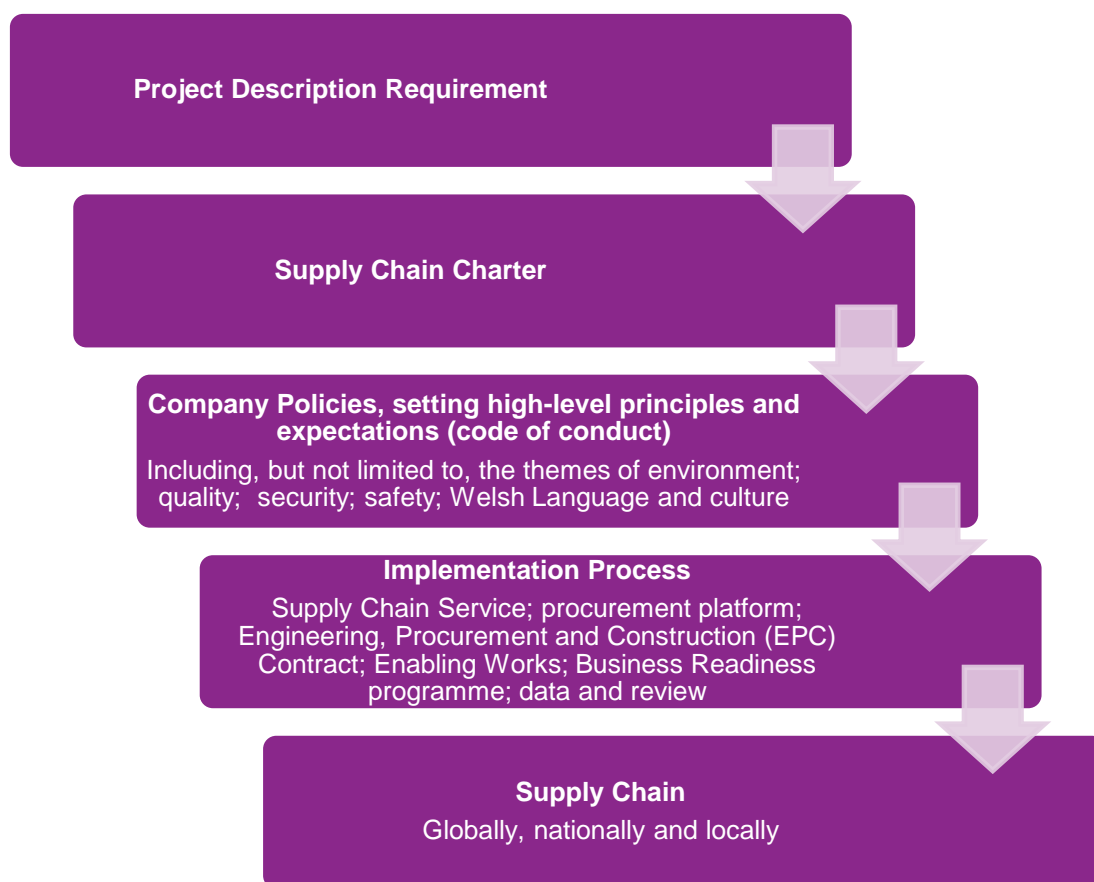 Project Description Requirement
Supply Chain Charter
Company Policies, setting high-level principles and
expectations (code of conduct)
Including, but not limited to, the themes of environment;
quality;  security; safety; Welsh Language and culture
Implementation Process
Supply Chain Service; procurement platform;
Engineering, Procurement and Construction (EPC)
Contract; Enabling Works; Business Readiness
programme; data and review
Supply Chain
Globally, nationally and locally